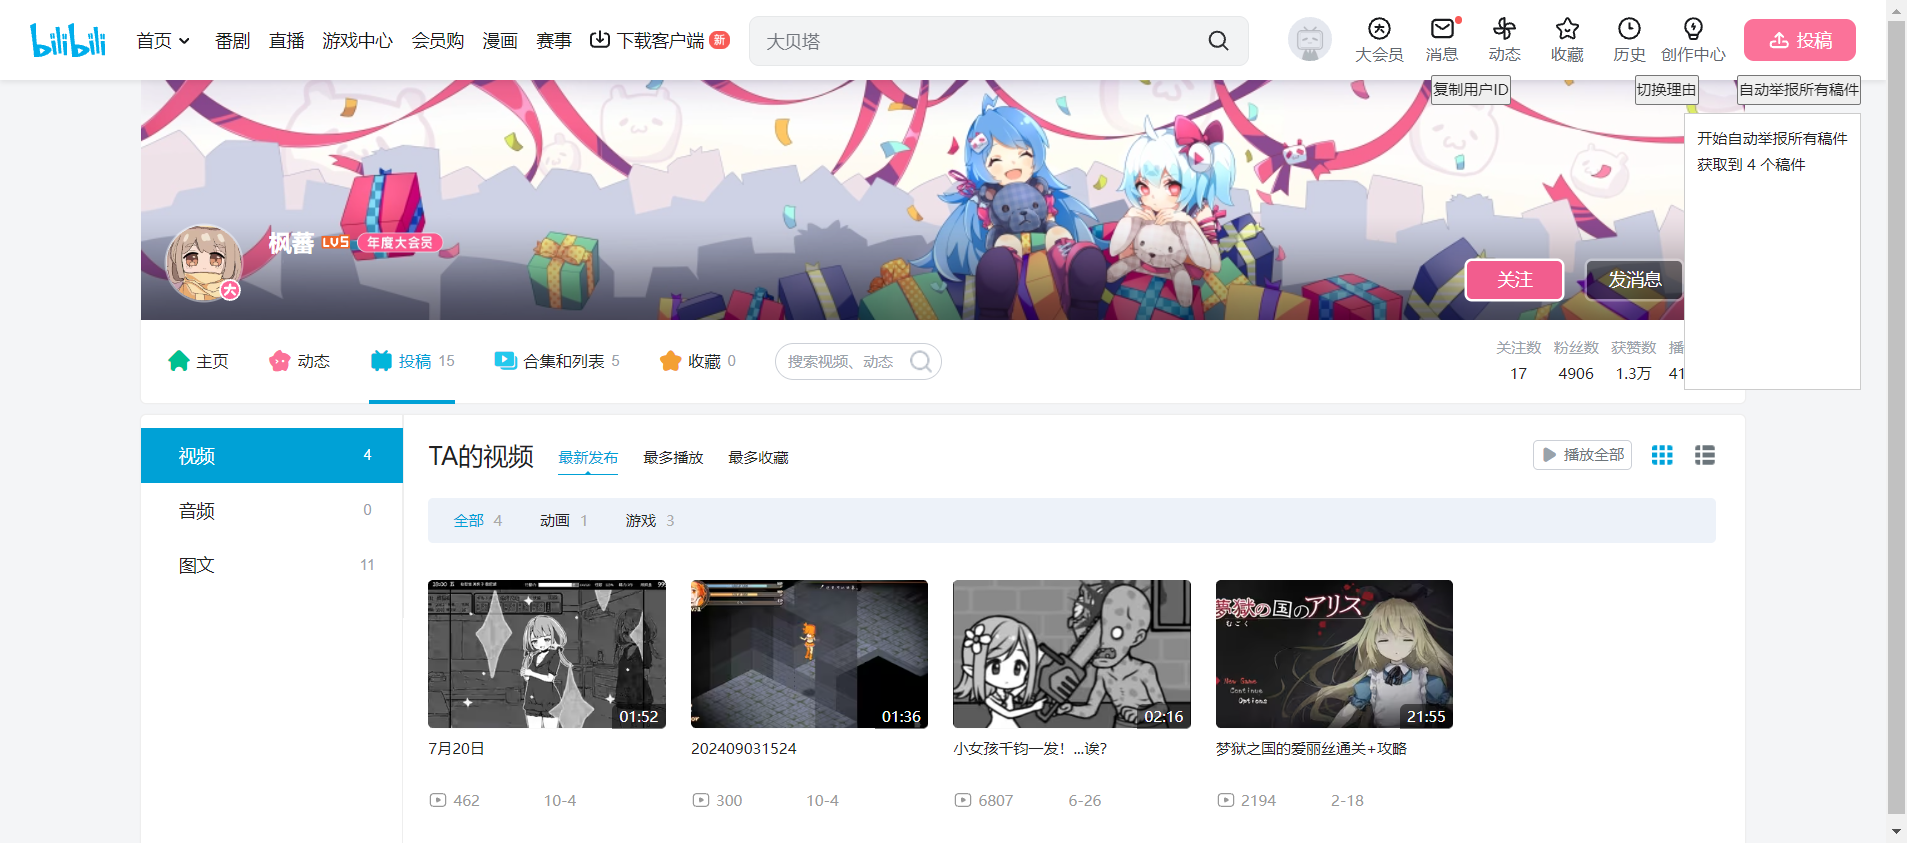 bilibili 首页 番剧 直播 游戏中心 会员购 漫画 赛事 下载客户端 新 大贝塔 大会员 消息 动态 收藏 历史 创作中心 投稿
复制用户ID 切换理由 自动举报所有稿件
开始自动举报所有稿件
获取到 4 个稿件
枫蕃 LV5 年度大会员
大
关注 发消息
主页 动态 投稿 15 合集和列表 5 收藏 0 搜索视频、动态
关注数 粉丝数 获赞数 播
17 4906 1.3万 41
视频 4
音频 0
图文 11
TA的视频 最新发布 最多播放 最多收藏 播放全部
全部 4 动画 1 游戏 3
夢獄の国のアリス
むごく
New Game
Continue
Options
01:52 01:36 02:16 21:55
7月20日 202409031524 小女孩千钧一发！...诶? 梦狱之国的爱丽丝通关+攻略
462 10-4 300 10-4 6807 6-26 2194 2-18